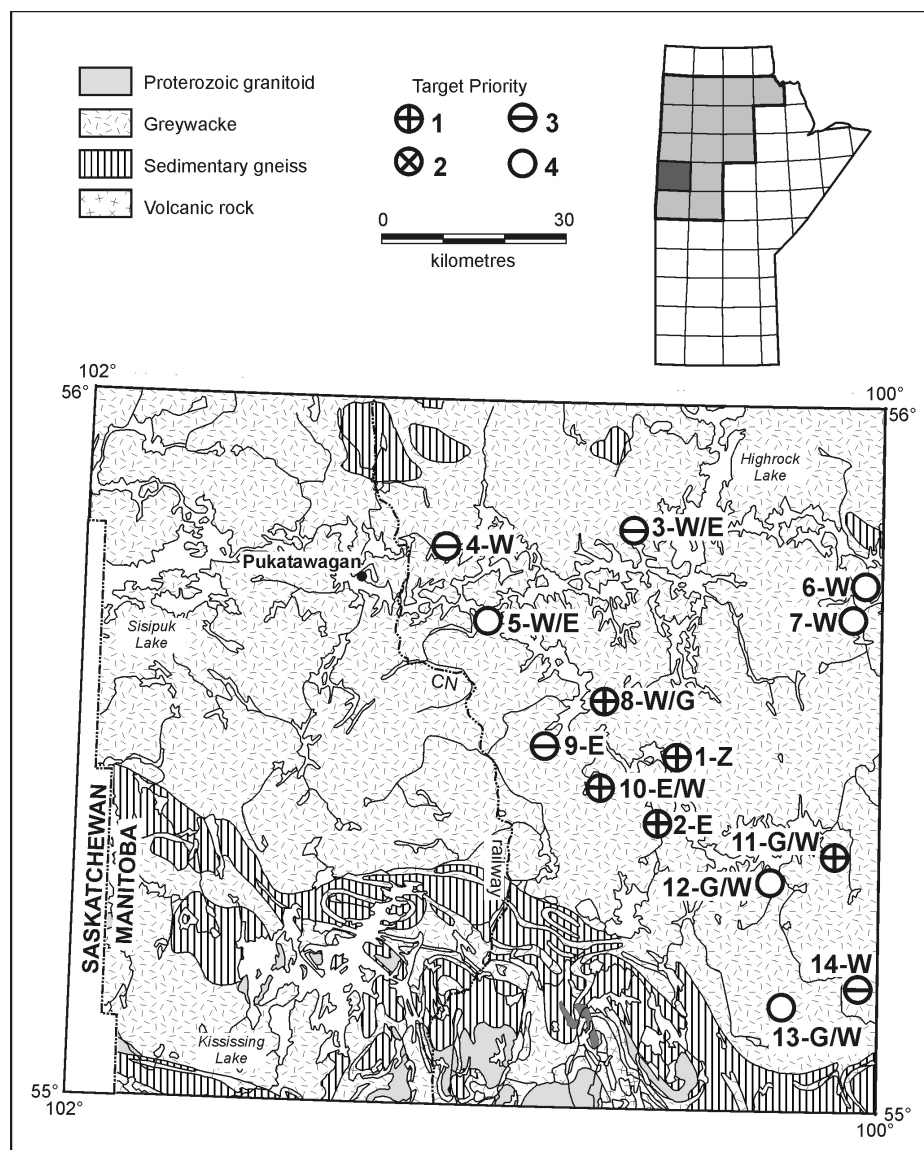 Proterozoic granitoid
Greywacke
Sedimentary gneiss
Volcanic rock
Target Priority
1
3
2
4
0
30
kilometres
102°
56°
100°
56°
Highrock
Lake
3-W/E
4-W
Pukatawagan
6-W
7-W
5-W/E
Sisipuk
Lake
CN
8-W/G
9-E
1-Z
10-E/W
2-E
11-G/W
12-G/W
railway
SASKATCHEWAN
MANITOBA
14-W
13-G/W
Kississing
Lake
55°
102°
55°
100°